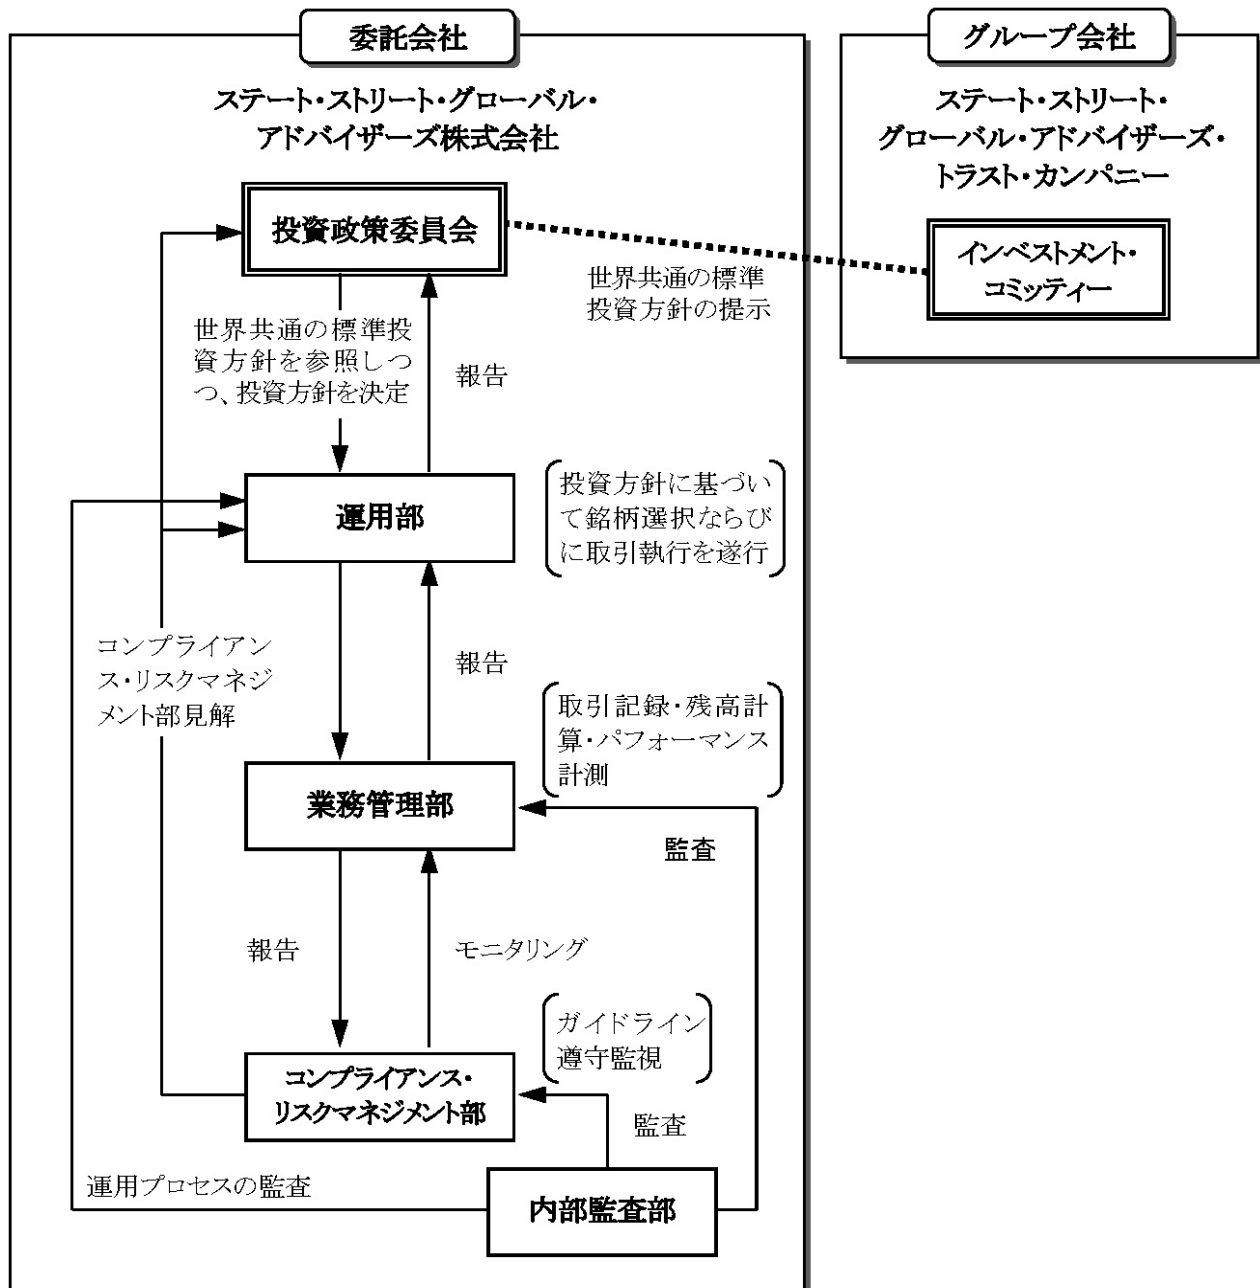 委託会社
ステート・ストリート・グローバル・
アドバイザーズ株式会社
グループ会社
ステート・ストリート・
グローバル・アドバイザーズ・
トラスト・カンパニー
投資政策委員会
インベストメント・
コミッティー
世界共通の標準
投資方針の提示
世界共通の標準投
資方針を参照しつ
つ、投資方針を決定
報告
運用部
投資方針に基づい
て銘柄選択ならび
に取引執行を遂行
コンプライアン
ス・リスクマネジ
メント部見解
報告
取引記録・残高計
算・パフォーマンス
計測
業務管理部
監査
報告
モニタリング
ガイドライン
遵守監視
コンプライアンス・
リスクマネジメント部
監査
運用プロセスの監査
内部監査部